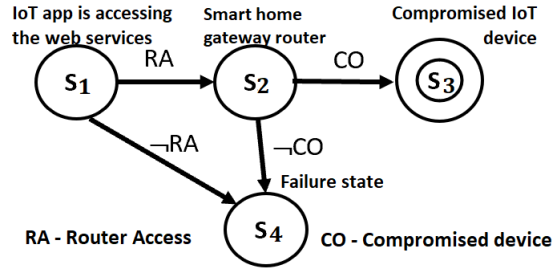 IoT app is accessing
the web services
Smart home
gateway router
Compromised IoT
device
RA
CO
S1
S2
S3
¬RA
¬CO
Failure state
S4
RA - Router Access
CO - Compromised device